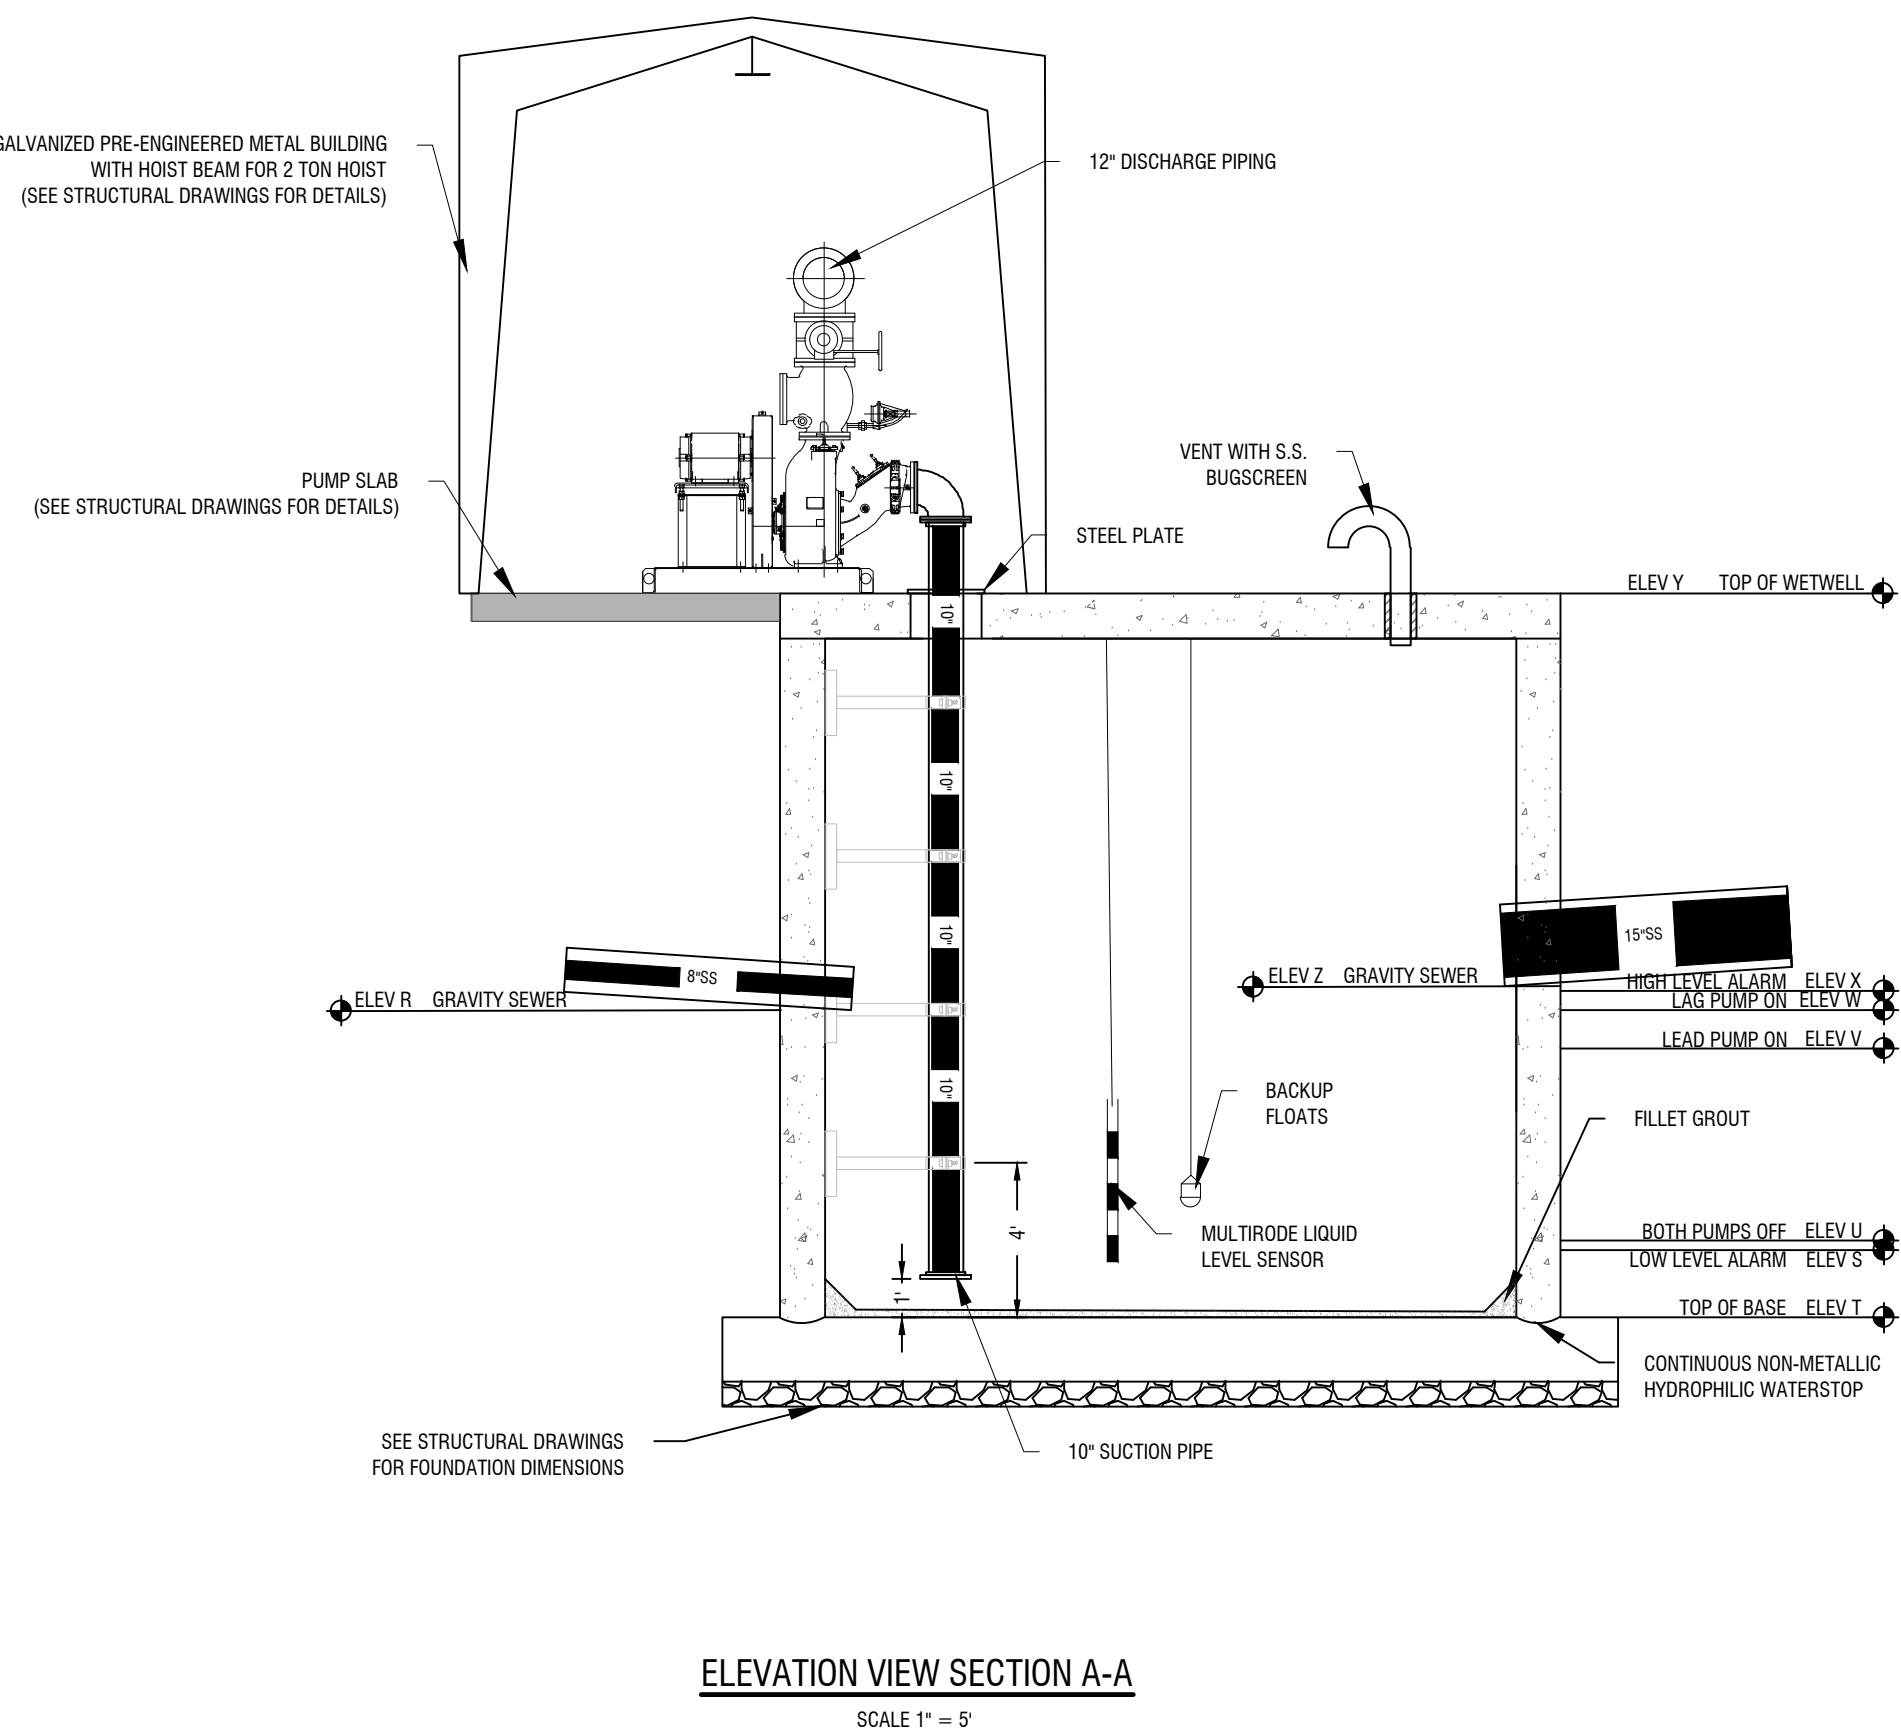 GALVANIZED PRE-ENGINEERED METAL BUILDING
WITH HOIST BEAM FOR 2 TON HOIST
(SEE STRUCTURAL DRAWINGS FOR DETAILS)
12" DISCHARGE PIPING
PUMP SLAB
(SEE STRUCTURAL DRAWINGS FOR DETAILS)
VENT WITH S.S.
BUGSCREEN
STEEL PLATE
ELEV Y TOP OF WETWELL
10"
10"
10"
10"
8"SS
15"SS
ELEV R GRAVITY SEWER
ELEV Z GRAVITY SEWER
HIGH LEVEL ALARM ELEV X
LAG PUMP ON ELEV W
LEAD PUMP ON ELEV V
BACKUP
FLOATS
FILLET GROUT
4'
1'
MULTIRODE LIQUID
LEVEL SENSOR
BOTH PUMPS OFF ELEV U
LOW LEVEL ALARM ELEV S
TOP OF BASE ELEV T
CONTINUOUS NON-METALLIC
HYDROPHILIC WATERSTOP
SEE STRUCTURAL DRAWINGS
FOR FOUNDATION DIMENSIONS
10" SUCTION PIPE
ELEVATION VIEW SECTION A-A
SCALE 1" = 5'